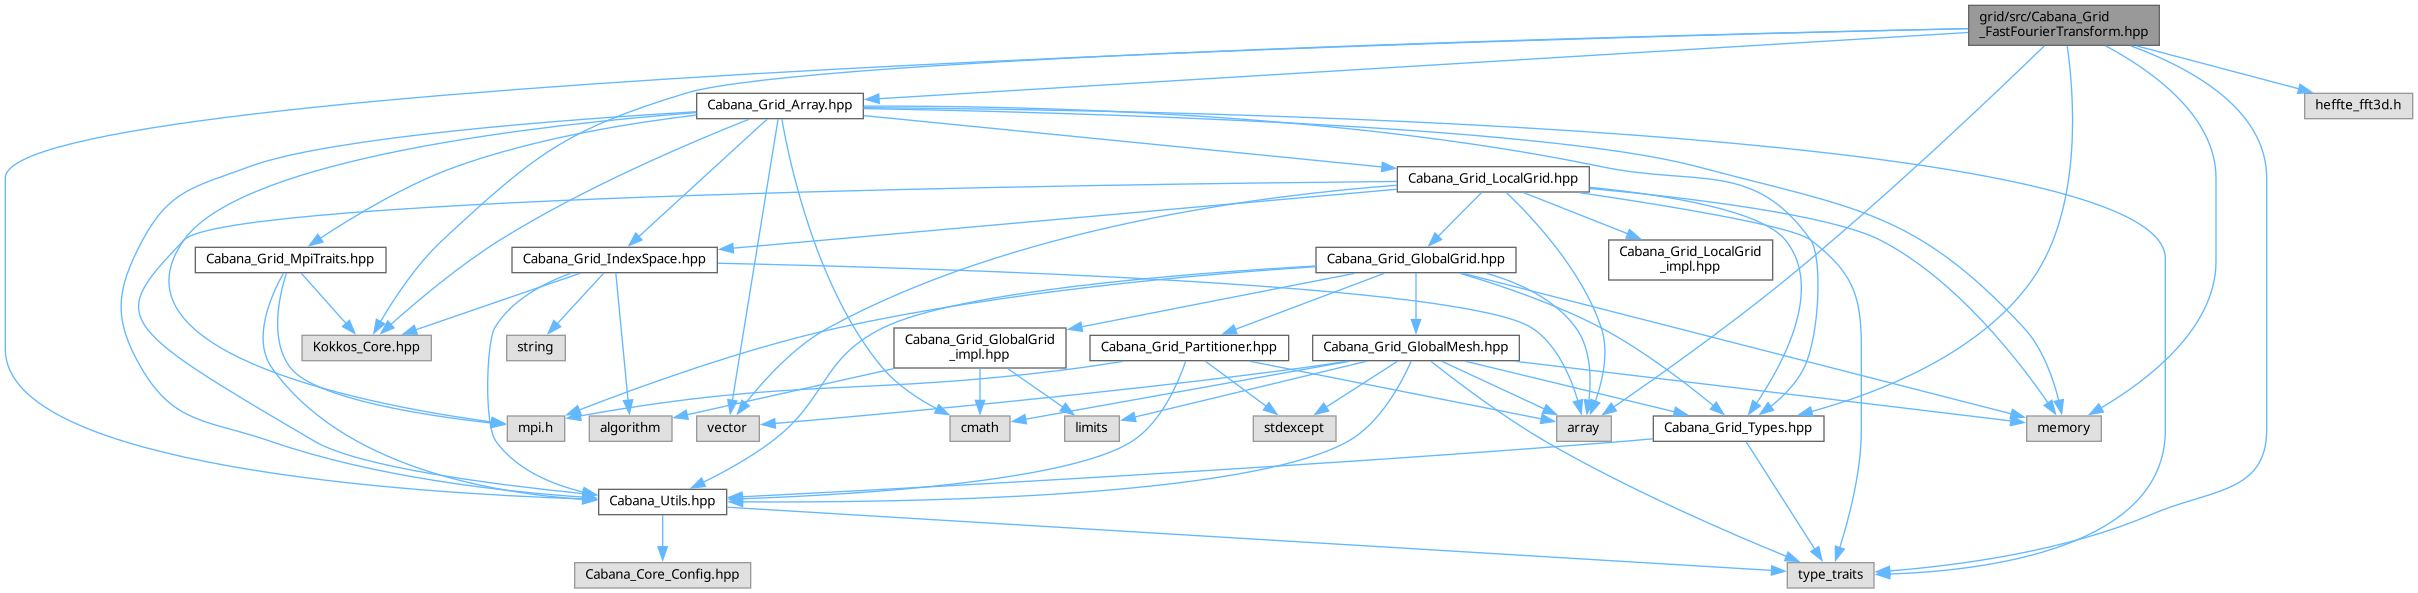 grid/src/Cabana_Grid
_FastFourierTransform.hpp
Cabana_Grid_Array.hpp
heffte_fft3d.h
Cabana_Grid_LocalGrid.hpp
Cabana_Grid_MpiTraits.hpp
Cabana_Grid_IndexSpace.hpp
Cabana_Grid_GlobalGrid.hpp
Cabana_Grid_LocalGrid
_impl.hpp
Kokkos_Core.hpp
string
Cabana_Grid_GlobalGrid
_impl.hpp
Cabana_Grid_Partitioner.hpp
Cabana_Grid_GlobalMesh.hpp
mpi.h
algorithm
vector
cmath
limits
stdexcept
array
Cabana_Grid_Types.hpp
memory
Cabana_Utils.hpp
Cabana_Core_Config.hpp
type_traits